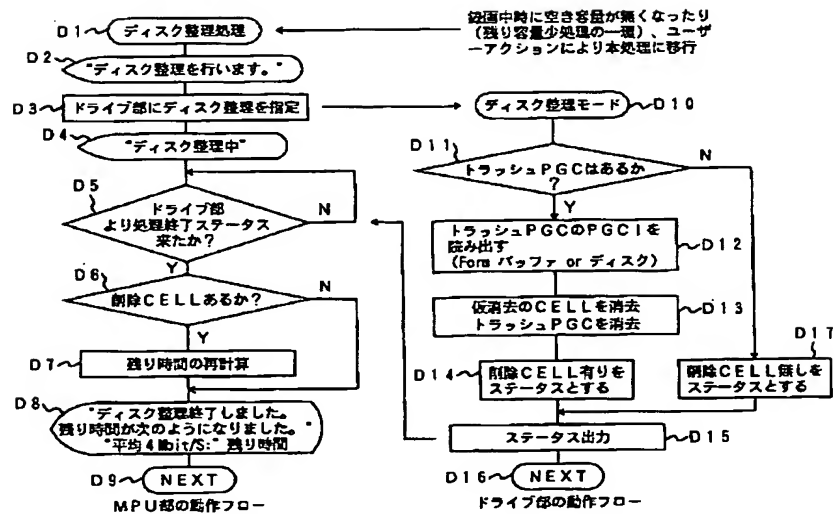 録画中時に空き容量が無くなったり
(残り容量少処理の一環)、ユーザ
ーアクションにより本処理に移行
D1 ディスク整理処理
D2
"ディスク整理を行います。"
D3 ドライブ部にディスク整理を指定
D4
"ディスク整理中"
D5
ドライブ部
より処理終了ステータス
来たか?
N
Y
D6
削除CELLあるか?
N
Y
D7 残り時間の再計算
D8
"ディスク整理終了しました。
残り時間が次のようになりました。"
"平均4Mbit/S:"残り時間
D9 NEXT
MPU部の動作フロー
ディスク整理モード D10
D11
トラッシュPGCはあるか
?
N
Y
トラッシュPGCのPGCIを
読み出す
(Form バッファ or ディスク)
D12
仮消去のCELLを消去
トラッシュPGCを消去
D13
D14
削除CELL有りを
ステータスとする
D17
削除CELL無しを
ステータスとする
ステータス出力 D15
D16 NEXT
ドライブ部の動作フロー